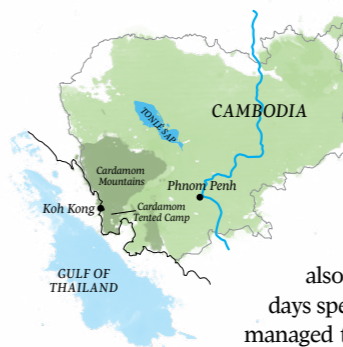 TONLÉ SAP
CAMBODIA
Cardamom
Mountains
Phnom Penh
Koh Kong
Cardamom
Tented Camp
GULF OF
THAILAND
also
days spe
managed t